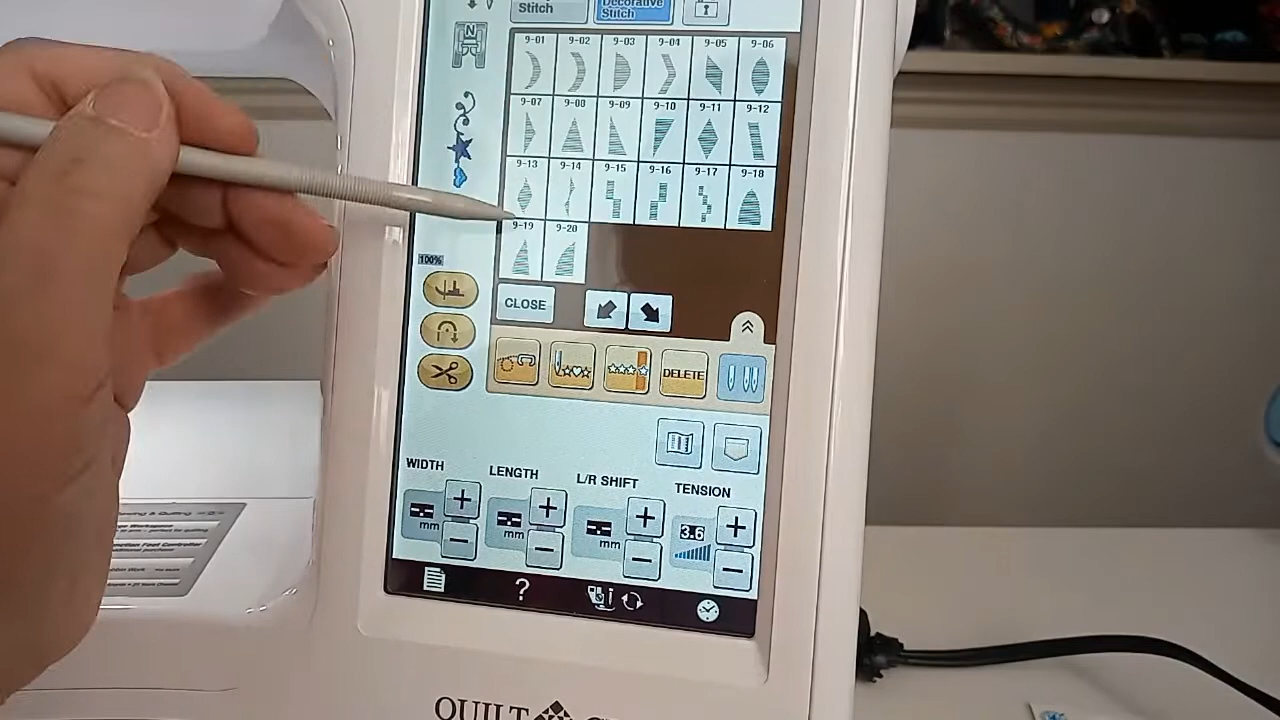 Stitch
Decorative
Stitch
N
9-01 9-02 9-03 9-04 9-05 9-06
9-07 9-08 9-09 9-10 9-11 9-12
9-13 9-14 9-15 9-16 9-17 9-18
9-19 9-20
100%
CLOSE
DELETE
WIDTH LENGTH L/R SHIFT TENSION
mm mm mm 3.6
?
QUILT